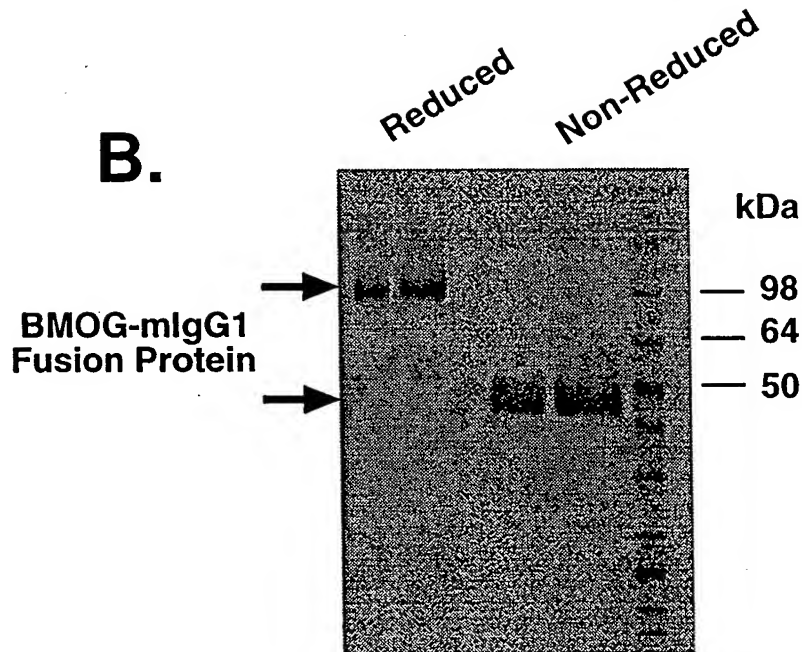 B.
Reduced
Non-Reduced
kDa
98
64
50
BMOG-mIgG1
Fusion Protein